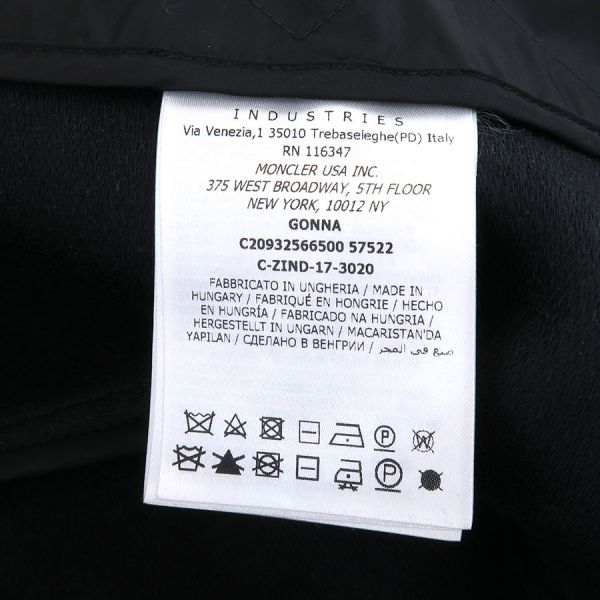 INDUSTRIES
Via Venezia,1 35010 Trebaseleghe(PD) Italy
RN 116347
MONCLER USA INC.
375 WEST BROADWAY, 5TH FLOOR
NEW YORK, 10012 NY
GONNA
C20932566500 57522
C-ZIND-17-3020
FABBRICATO IN UNGHERIA / MADE IN
HUNGARY / FABRIQUÉ EN HONGRIE / HECHO
EN HUNGRÍA / FABRICADO NA HUNGRIA /
HERGESTELLT IN UNGARN / MACARISTAN'DA
YAPILAN / СДЕЛАНО В ВЕНГРИИ / صنع في المجر
P W
P